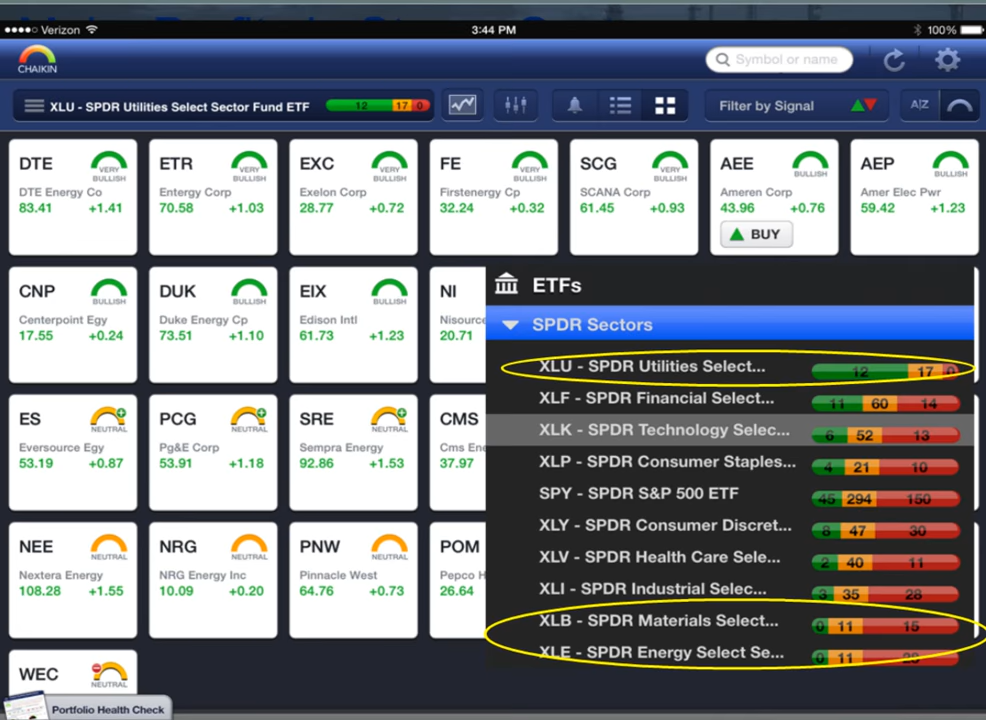 Verizon 3:44 PM 100%
CHAIKIN Symbol or name
XLU - SPDR Utilities Select Sector Fund ETF 12 17 0 Filter by Signal A|Z
DTE VERY BULLISH
DTE Energy Co
83.41 +1.41
ETR VERY BULLISH
Entergy Corp
70.58 +1.03
EXC VERY BULLISH
Exelon Corp
28.77 +0.72
FE VERY BULLISH
Firstenergy Cp
32.24 +0.32
SCG VERY BULLISH
SCANA Corp
61.45 +0.93
AEE BULLISH
Ameren Corp
43.96 +0.76
BUY
AEP BULLISH
Amer Elec Pwr
59.42 +1.23
CNP BULLISH
Centerpoint Egy
17.55 +0.24
DUK BULLISH
Duke Energy Cp
73.51 +1.10
EIX BULLISH
Edison Intl
61.73 +1.23
NI
Nisource
20.71
ES NEUTRAL
Eversource Egy
53.19 +0.87
PCG NEUTRAL
Pg&E Corp
53.91 +1.18
SRE NEUTRAL
Sempra Energy
92.86 +1.53
CMS
Cms Ene
37.97
NEE NEUTRAL
Nextera Energy
108.28 +1.55
NRG NEUTRAL
NRG Energy Inc
10.09 +0.20
PNW NEUTRAL
Pinnacle West
64.76 +0.73
POM
Pepco H
26.64
WEC NEUTRAL
Portfolio Health Check
ETFs
SPDR Sectors
XLU - SPDR Utilities Select... 12 17 0
XLF - SPDR Financial Select... 11 60 14
XLK - SPDR Technology Selec... 6 52 13
XLP - SPDR Consumer Staples... 4 21 10
SPY - SPDR S&P 500 ETF 45 294 150
XLY - SPDR Consumer Discret... 8 47 30
XLV - SPDR Health Care Sele... 2 40 11
XLI - SPDR Industrial Selec... 3 35 28
XLB - SPDR Materials Select... 0 11 15
XLE - SPDR Energy Select Se... 0 11